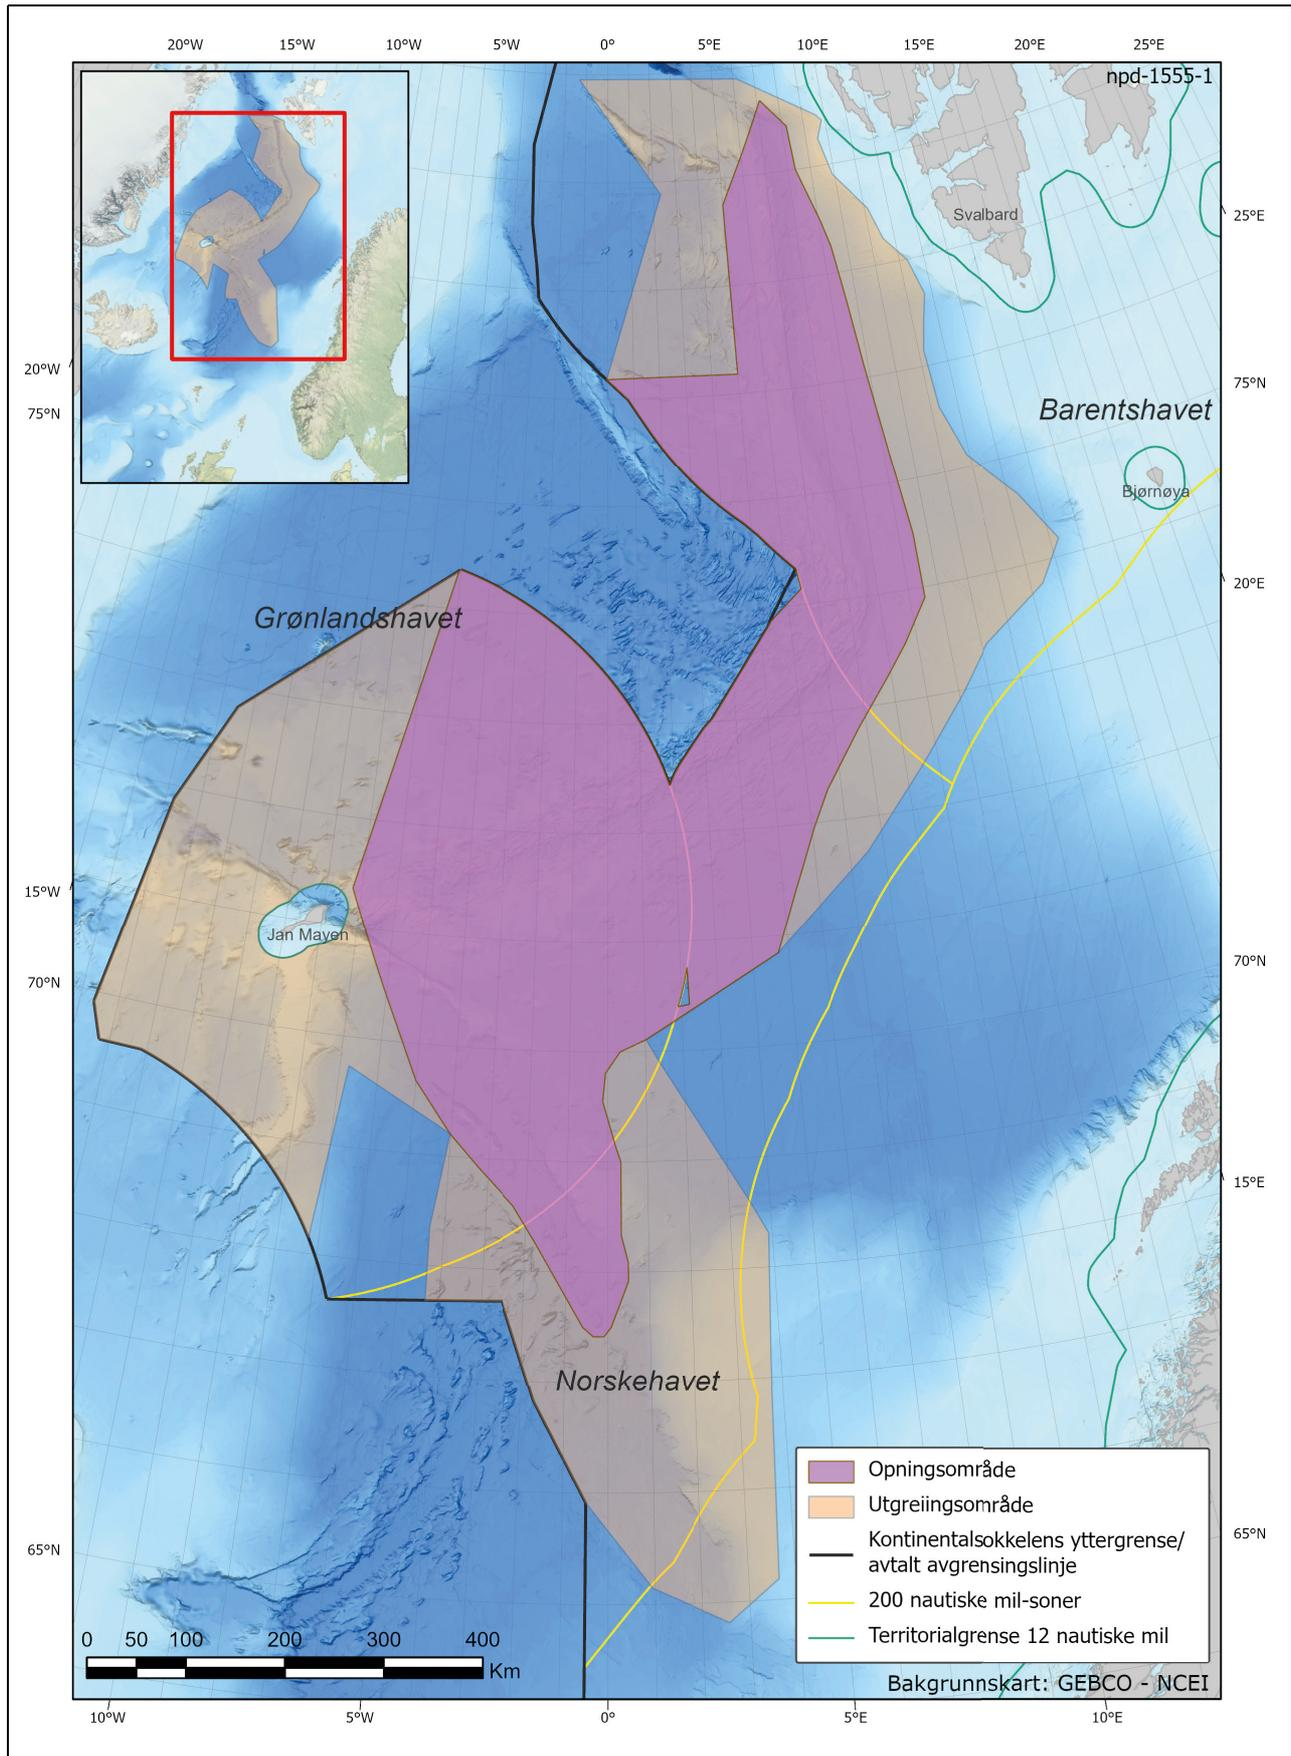 20°W 15°W 10°W 5°W 0° 5°E 10°E 15°E 20°E 25°E
npd-1555-1
Svalbard
25°E
20°W
75°N
75°N
Barentshavet
Bjørnøya
20°E
Grønlandshavet
15°W
Jan Mayen
70°N
70°N
15°E
Norskehavet
Opningsområde
Utgreiingsområde
Kontinentalsokkelens yttergrense/
avtalt avgrensingslinje
200 nautiske mil-soner
Territorialgrense 12 nautiske mil
65°N
65°N
0 50 100 200 300 400
Km
Bakgrunnskart: GEBCO - NCEI
10°W 5°W 0° 5°E 10°E